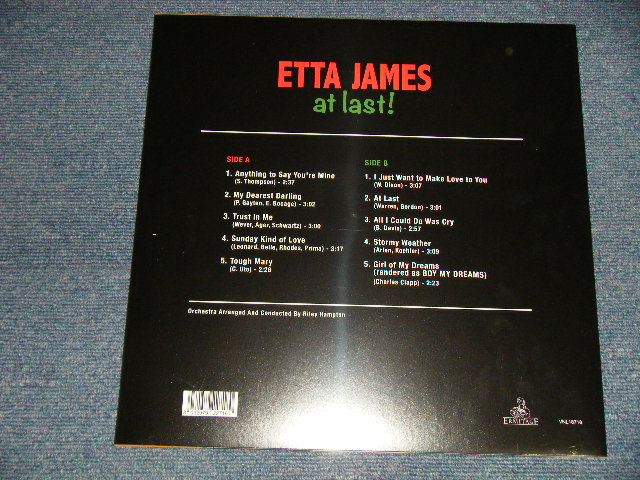 ETTA JAMES
at last!
SIDE A
1. Anything to Say You're Mine
(S. Thompson) - 2:37
2. My Dearest Darling
(P. Gayten, E. Bocage) - 3:02
3. Trust in Me
(Wever, Ager, Schwartz) - 3:00
4. Sunday Kind of Love
(Leonard, Belle, Rhodes, Prima) - 3:17
5. Tough Mary
(C. Uto) - 2:26
SIDE B
1. I Just Want to Make Love to You
(W. Dixon) - 3:07
2. At Last
(Warren, Gordon) - 3:01
3. All I Could Do Was Cry
(B. Davis) - 2:57
4. Stormy Weather
(Arlen, Koehler) - 3:09
5. Girl of My Dreams
(rendered as BOY MY DREAMS)
(Charles Clapp) - 2:23
Orchestra Arranged And Conducted By Riley Hampton
ERMITAGE